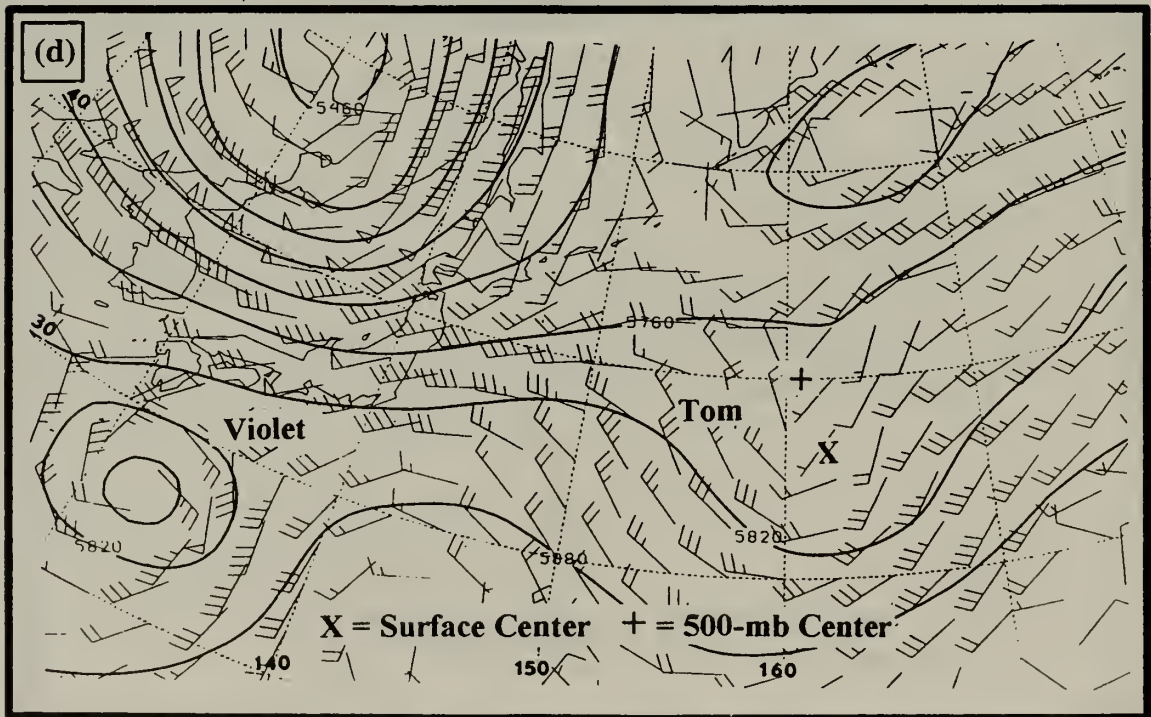 (d)
40
5460
30
5760
Violet
Tom
X
+
5820
5820
5880
X = Surface Center + = 500-mb Center
140
150
160